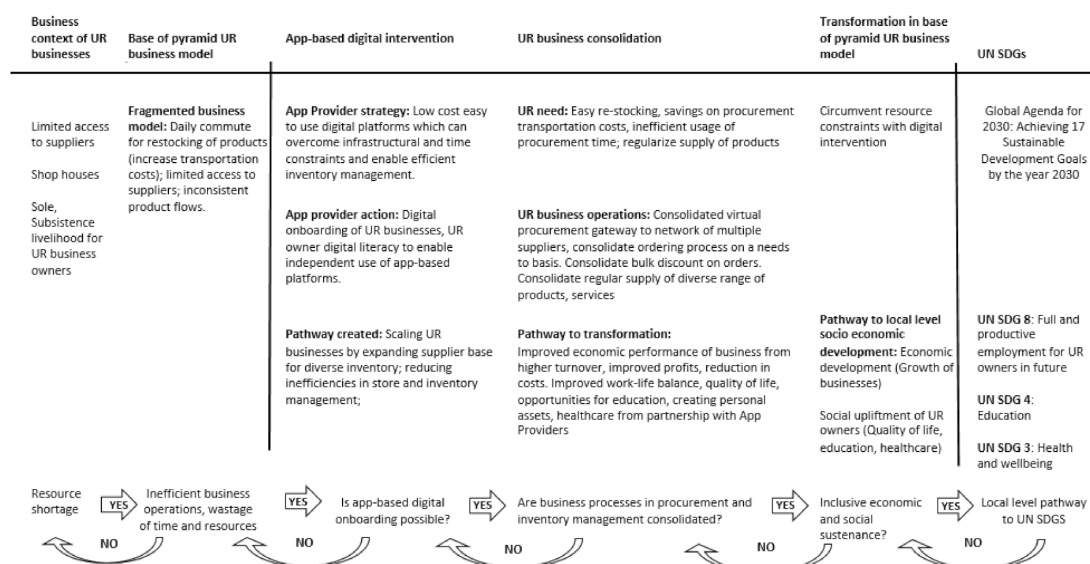 Business
context of UR
businesses
Base of pyramid UR
business model
App-based digital intervention
UR business consolidation
Transformation in base
of pyramid UR business
model
UN SDGs
Limited access
to suppliers
Shop houses
Sole,
Subsistence
livelihood for
UR business
owners
Fragmented business
model: Daily commute
for restocking of products
(increase transportation
costs); limited access to
suppliers; inconsistent
product flows.
App Provider strategy: Low cost easy
to use digital platforms which can
overcome infrastructural and time
constraints and enable efficient
inventory management.
App provider action: Digital
onboarding of UR businesses, UR
owner digital literacy to enable
independent use of app-based
platforms.
Pathway created: Scaling UR
businesses by expanding supplier base
for diverse inventory; reducing
inefficiencies in store and inventory
management;
UR need: Easy re-stocking, savings on procurement
transportation costs, inefficient usage of
procurement time; regularize supply of products
UR business operations: Consolidated virtual
procurement gateway to network of multiple
suppliers, consolidate ordering process on a needs
to basis. Consolidate bulk discount on orders.
Consolidate regular supply of diverse range of
products, services
Pathway to transformation:
Improved economic performance of business from
higher turnover, improved profits, reduction in
costs. Improved work-life balance, quality of life,
opportunities for education, creating personal
assets, healthcare from partnership with App
Providers
Circumvent resource
constraints with digital
intervention
Pathway to local level
socio economic
development: Economic
development (Growth of
businesses)
Social upliftment of UR
owners (Quality of life,
education, healthcare)
Global Agenda for
2030: Achieving 17
Sustainable
Development Goals
by the year 2030
UN SDG 8: Full and
productive
employment for UR
owners in future
UN SDG 4:
Education
UN SDG 3: Health
and wellbeing
Resource
shortage
YES
Inefficient business
operations, wastage
of time and resources
YES
Is app-based digital
onboarding possible?
YES
Are business processes in procurement and
inventory management consolidated?
YES
Inclusive economic
and social
sustenance?
YES
Local level pathway
to UN SDGS
NO
NO
NO
NO
NO